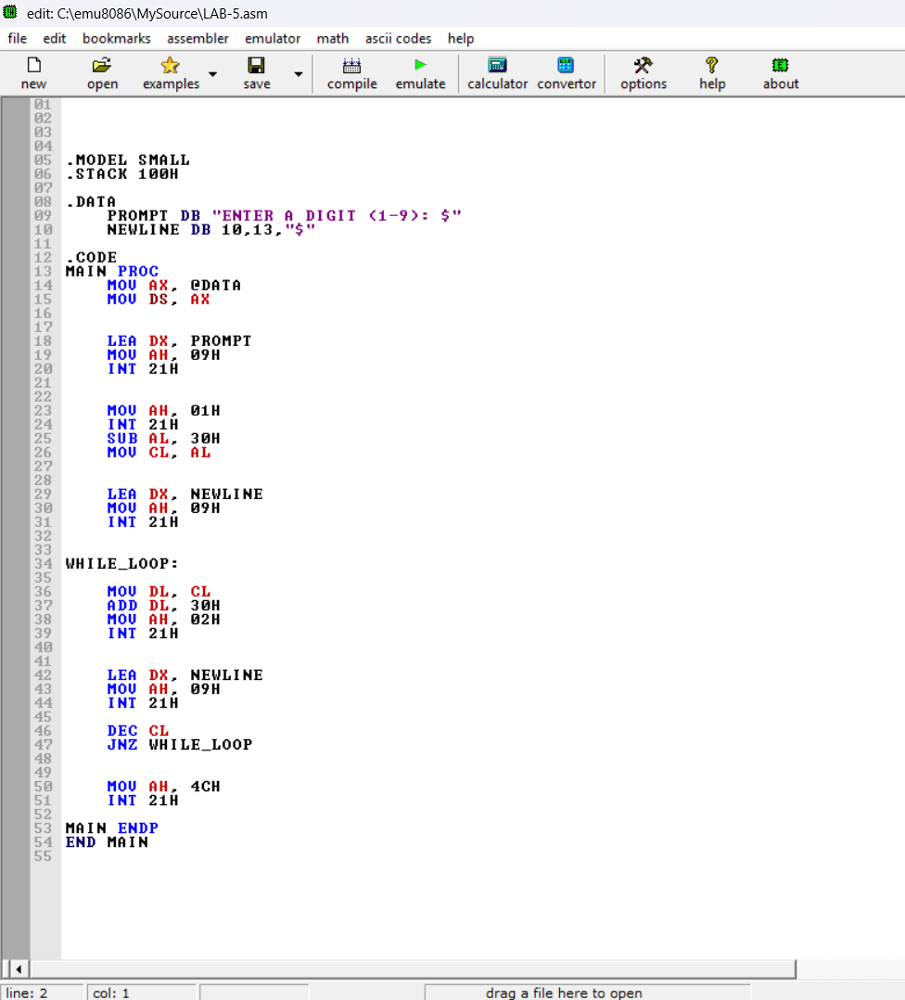 edit: C:\emu8086\MySource\LAB-5.asm
file edit bookmarks assembler emulator math ascii codes help
new open examples save compile emulate calculator convertor options help about
01
02
03
04
05 .MODEL SMALL
06 .STACK 100H
07
08 .DATA
09     PROMPT DB "ENTER A DIGIT (1-9): $"
10     NEWLINE DB 10,13,"$"
11
12 .CODE
13 MAIN PROC
14     MOV AX, @DATA
15     MOV DS, AX
16
17
18     LEA DX, PROMPT
19     MOV AH, 09H
20     INT 21H
21
22
23     MOV AH, 01H
24     INT 21H
25     SUB AL, 30H
26     MOV CL, AL
27
28
29     LEA DX, NEWLINE
30     MOV AH, 09H
31     INT 21H
32
33
34 WHILE_LOOP:
35
36     MOV DL, CL
37     ADD DL, 30H
38     MOV AH, 02H
39     INT 21H
40
41
42     LEA DX, NEWLINE
43     MOV AH, 09H
44     INT 21H
45
46     DEC CL
47     JNZ WHILE_LOOP
48
49
50     MOV AH, 4CH
51     INT 21H
52
53 MAIN ENDP
54 END MAIN
55
line: 2 col: 1 drag a file here to open